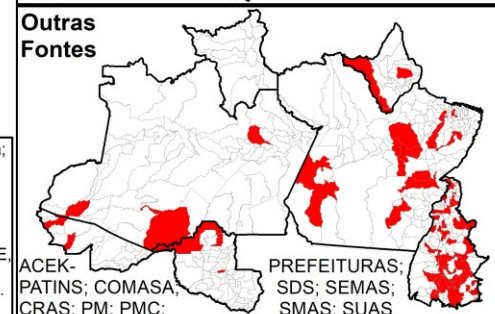 Outras
Fontes
;
E,
.
ACEK-
PATINS; COMASA;
CRAS; PM; PMC;
PREFEITURAS;
SDS; SEMAS;
SMAS; SUAS